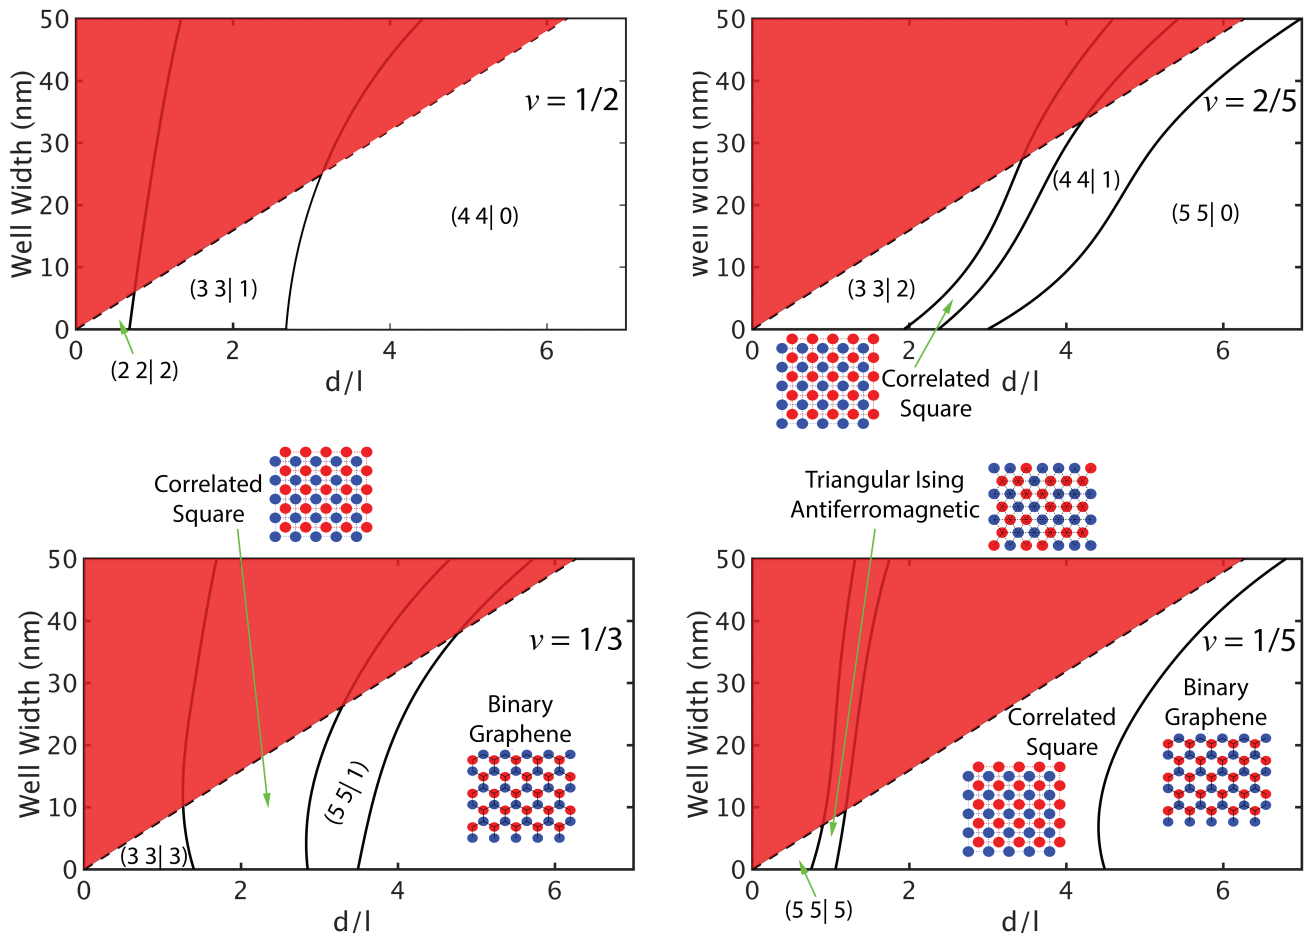 50
40
30
20
10
0
Well Width (nm)
ν = 1/2
(4 4| 0)
(3 3| 1)
(2 2| 2)
0 2 4 6
d/l
50
40
30
20
10
0
Well Width (nm)
ν = 2/5
(4 4| 1)
(5 5| 0)
(3 3| 2)
0 2 4 6
Correlated
Square
d/l
Correlated
Square
50
40
30
20
10
0
Well Width (nm)
ν = 1/3
Binary
Graphene
(5 5| 1)
(3 3| 3)
0 2 4 6
d/l
Triangular Ising
Antiferromagnetic
50
40
30
20
10
0
Well Width (nm)
ν = 1/5
Binary
Graphene
Correlated
Square
0 2 4 6
(5 5| 5)
d/l